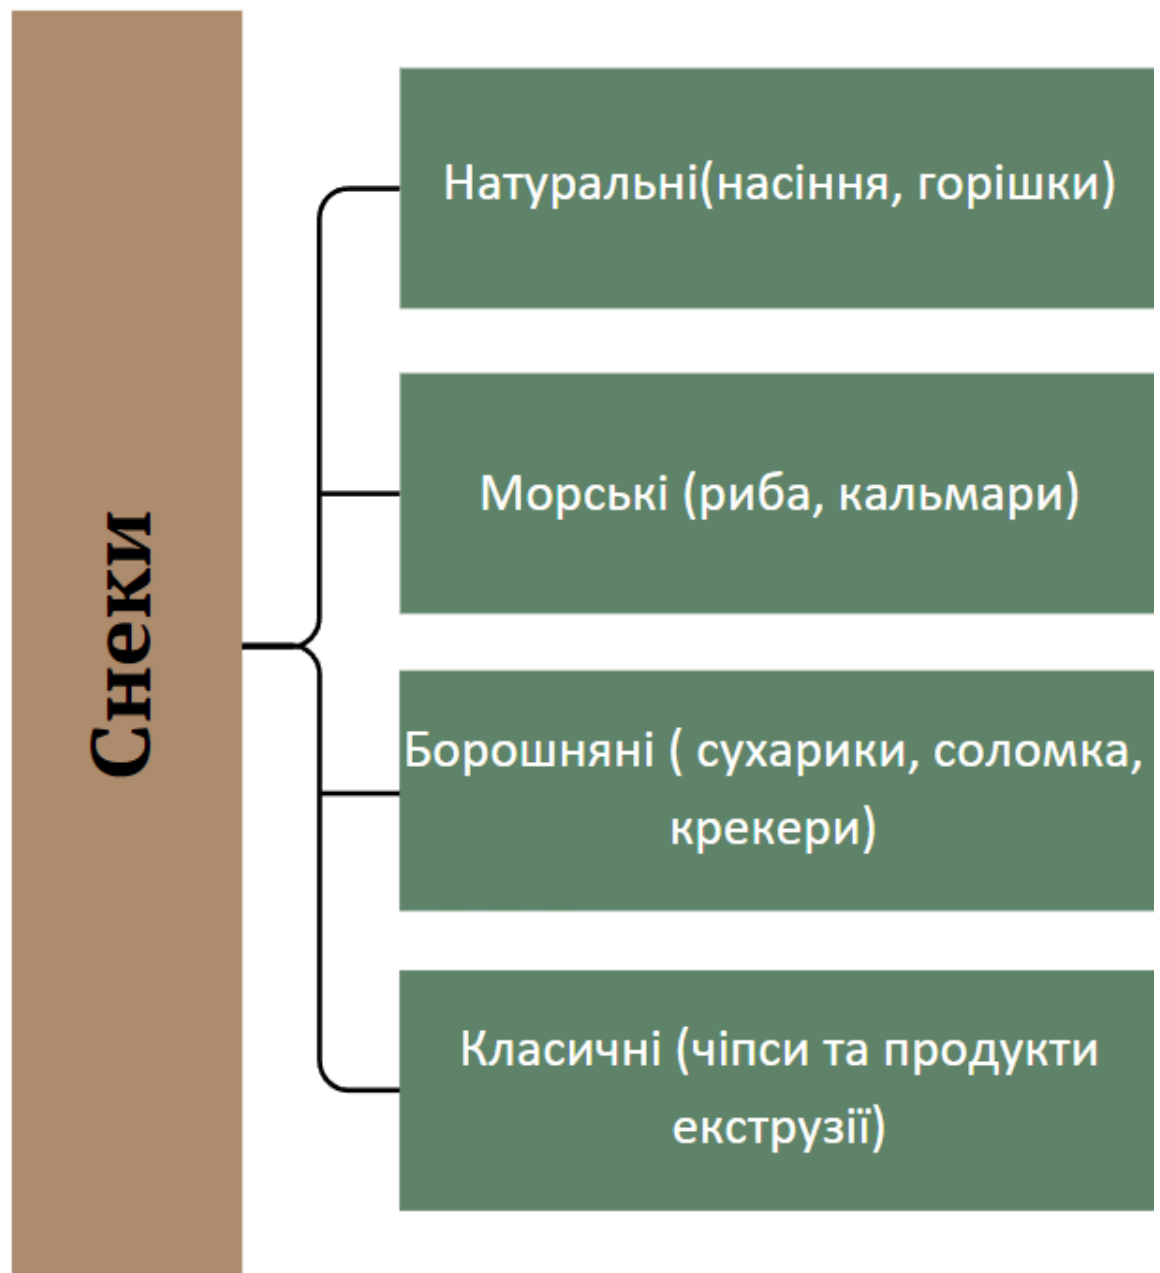 Снеки
Натуральні(насіння, горішки)
Морські (риба, кальмари)
Борошняні ( сухарики, соломка,
крекери)
Класичні (чіпси та продукти
екструзії)